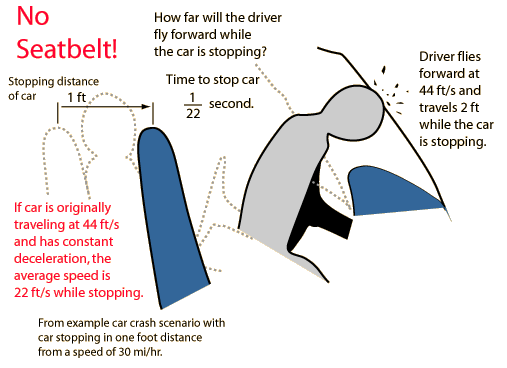 No
Seatbelt!
How far will the driver
fly forward while
the car is stopping?
Stopping distance
of car
1 ft
Time to stop car
1
22
second.
Driver flies
forward at
44 ft/s and
travels 2 ft
while the car
is stopping.
If car is originally
traveling at 44 ft/s
and has constant
deceleration, the
average speed is
22 ft/s while stopping.
From example car crash scenario with
car stopping in one foot distance
from a speed of 30 mi/hr.